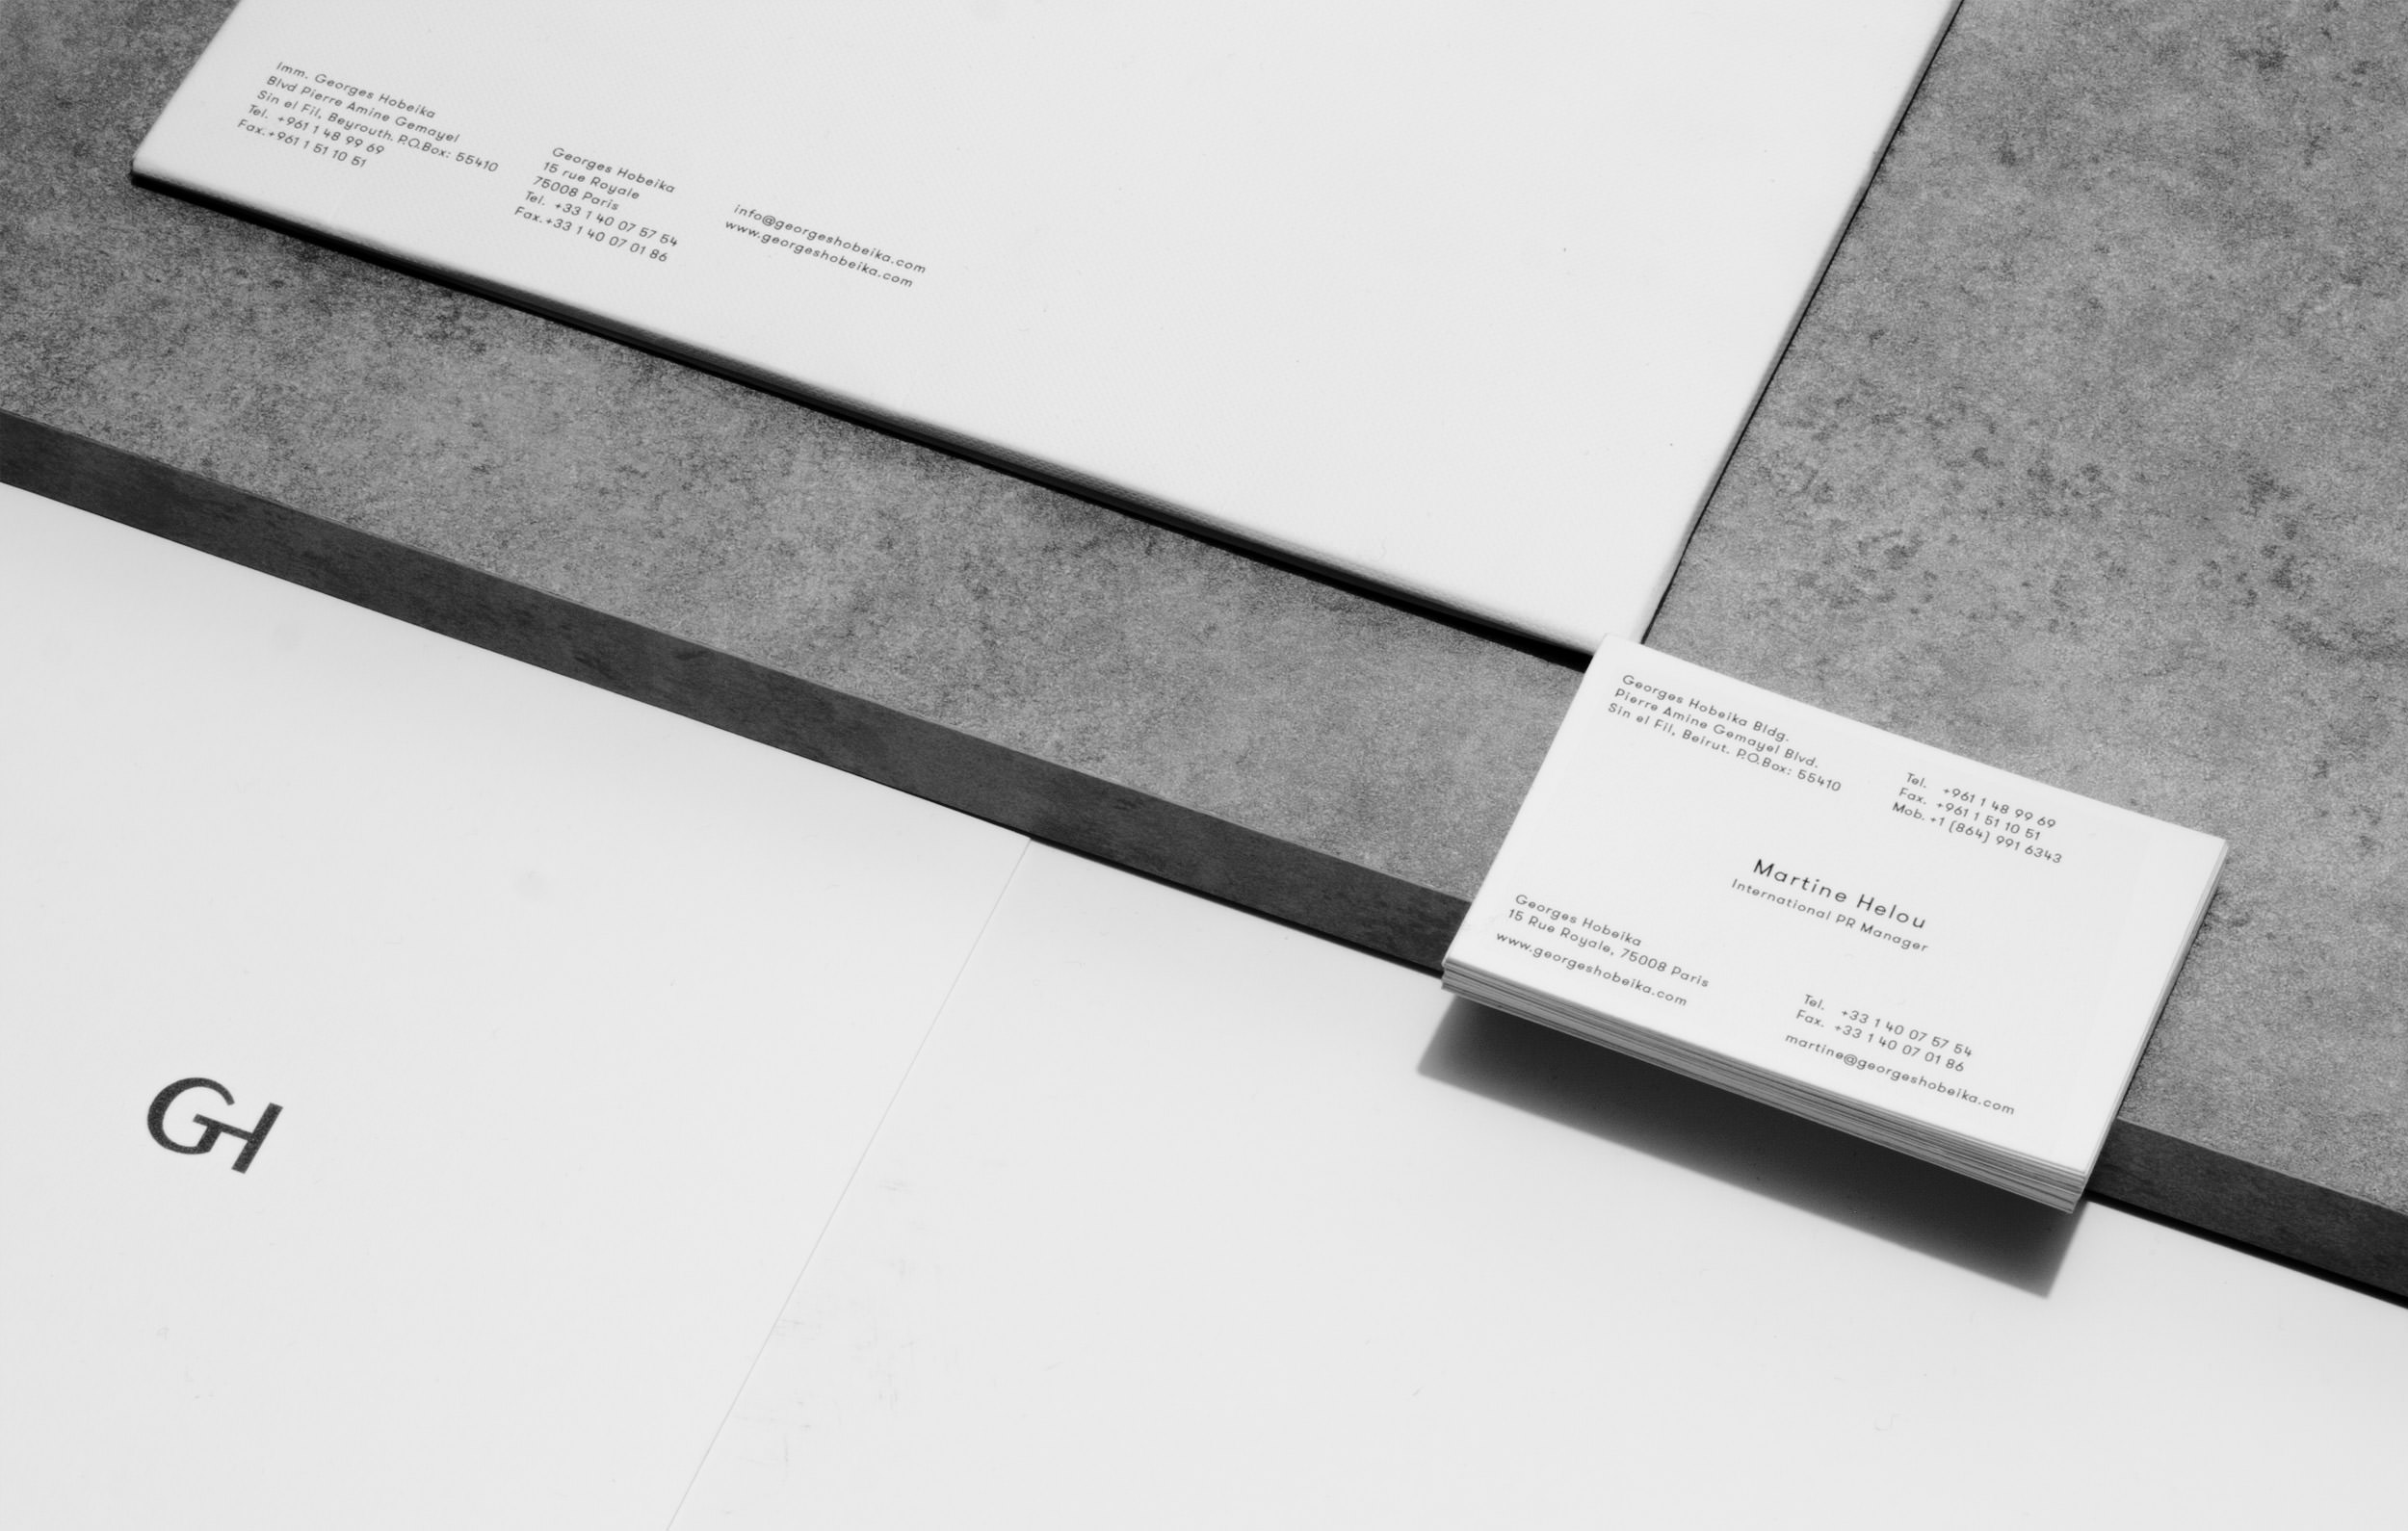 Imm. Georges Hobeika
Blvd Pierre Amine Gemayel
Sin el Fil, Beyrouth. P.O.Box: 55410
Tel. +961 1 48 99 69
Fax.+961 1 51 10 51
Georges Hobeika
15 rue Royale
75008 Paris
Tel. +33 1 40 07 57 54
Fax.+33 1 40 07 01 86
info@georgeshobeika.com
www.georgeshobeika.com
Georges Hobeika Bldg.
Pierre Amine Gemayel Blvd.
Sin el Fil, Beirut. P.O.Box: 55410
Tel. +961 1 48 99 69
Fax. +961 1 51 10 51
Mob. +1 (864) 991 6343
Martine Helou
International PR Manager
Georges Hobeika
15 Rue Royale, 75008 Paris
www.georgeshobeika.com
Tel. +33 1 40 07 57 54
Fax. +33 1 40 07 01 86
martine@georgeshobeika.com
GH